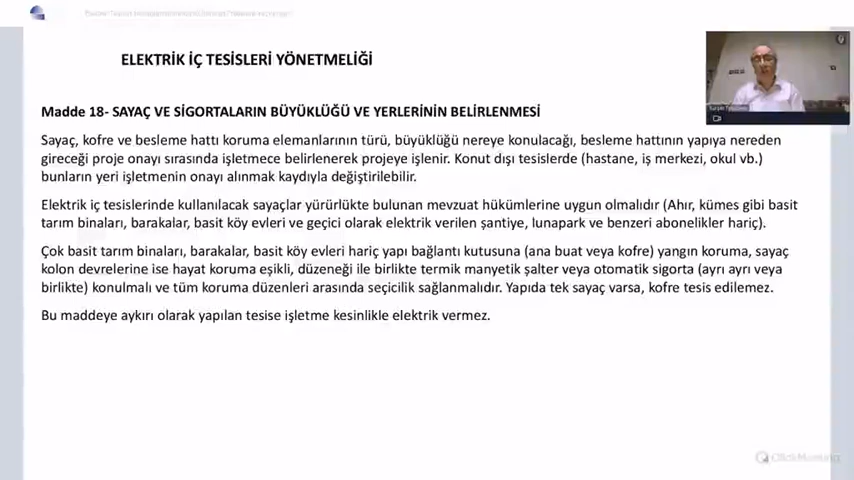 ELEKTRİK İÇ TESİSLERİ YÖNETMELİĞİ
Madde 18- SAYAÇ VE SİGORTALARIN BÜYÜKLÜĞÜ VE YERLERİNİN BELİRLENMESİ
Sayaç, kofre ve besleme hattı koruma elemanlarının türü, büyüklüğü nereye konulacağı, besleme hattının yapıya nereden
gireceği proje onayı sırasında işletmece belirlenerek projeye işlenir. Konut dışı tesislerde (hastane, iş merkezi, okul vb.)
bunların yeri işletmenin onayı alınmak kaydıyla değiştirilebilir.
Elektrik iç tesislerinde kullanılacak sayaçlar yürürlükte bulunan mevzuat hükümlerine uygun olmalıdır (Ahır, kümes gibi basit
tarım binaları, barakalar, basit köy evleri ve geçici olarak elektrik verilen şantiye, lunapark ve benzeri abonelikler hariç).
Çok basit tarım binaları, barakalar, basit köy evleri hariç yapı bağlantı kutusuna (ana buat veya kofre) yangın koruma, sayaç
kolon devrelerine ise hayat koruma eşikli, düzeneği ile birlikte termik manyetik şalter veya otomatik sigorta (ayrı ayrı veya
birlikte) konulmalı ve tüm koruma düzenleri arasında seçicilik sağlanmalıdır. Yapıda tek sayaç varsa, kofre tesis edilemez.
Bu maddeye aykırı olarak yapılan tesise işletme kesinlikle elektrik vermez.
ClickMeeting